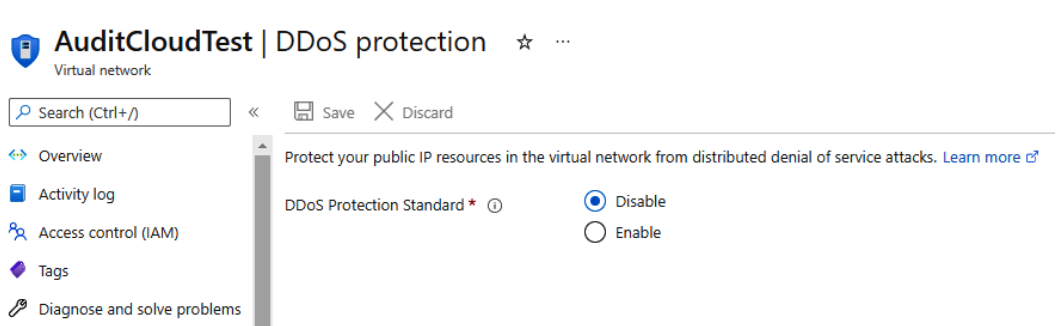 AuditCloudTest | DDoS protection ☆ ...
Virtual network
Search (Ctrl+/) « Save Discard
Overview
Protect your public IP resources in the virtual network from distributed denial of service attacks. Learn more
Activity log
DDoS Protection Standard * Disable
Enable
Access control (IAM)
Tags
Diagnose and solve problems